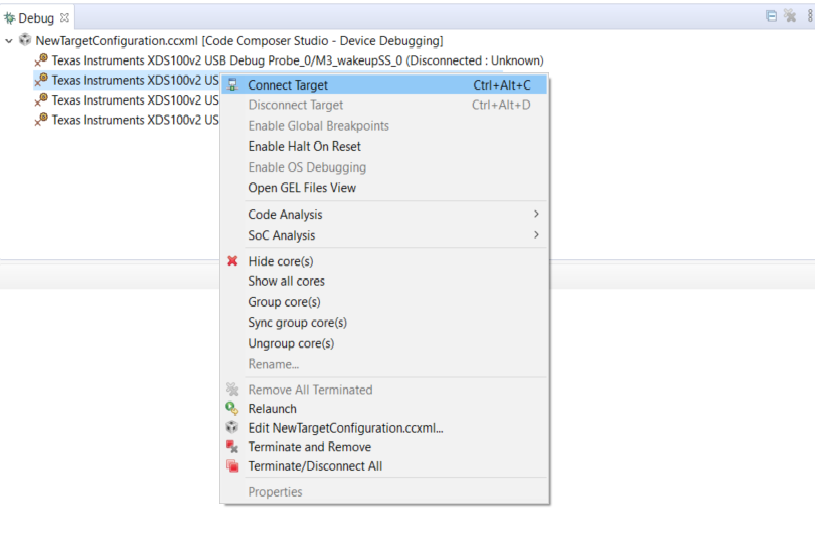 Debug
NewTargetConfiguration.ccxml [Code Composer Studio - Device Debugging]
Texas Instruments XDS100v2 USB Debug Probe_0/M3_wakeupSS_0 (Disconnected : Unknown)
Texas Instruments XDS100v2 US
Texas Instruments XDS100v2 US
Texas Instruments XDS100v2 US
Connect Target Ctrl+Alt+C
Disconnect Target Ctrl+Alt+D
Enable Global Breakpoints
Enable Halt On Reset
Enable OS Debugging
Open GEL Files View
Code Analysis
SoC Analysis
Hide core(s)
Show all cores
Group core(s)
Sync group core(s)
Ungroup core(s)
Rename...
Remove All Terminated
Relaunch
Edit NewTargetConfiguration.ccxml...
Terminate and Remove
Terminate/Disconnect All
Properties